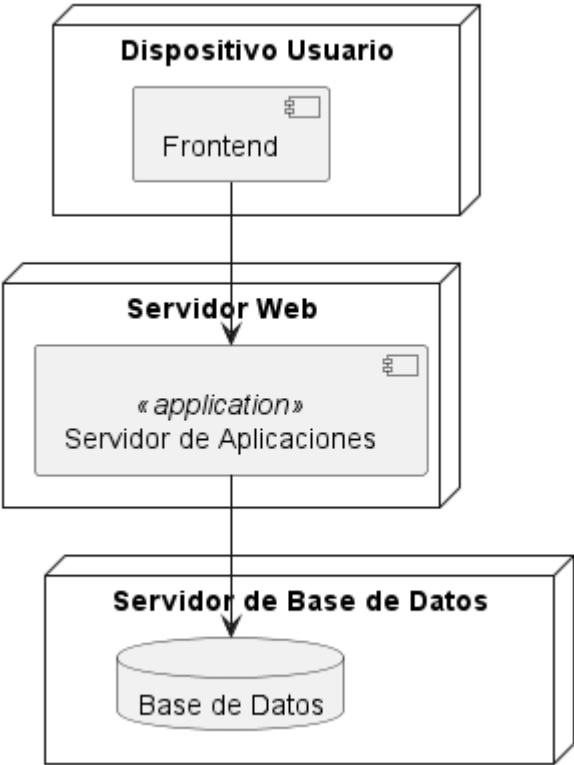 Dispositivo Usuario
Frontend
Servidor Web
«application»
Servidor de Aplicaciones
Servidor de Base de Datos
Base de Datos